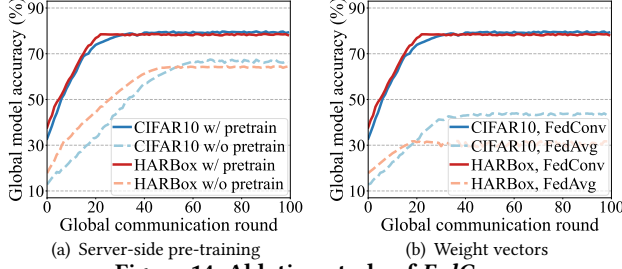 Global model accuracy (%)
90
70
50
30
10
CIFAR10 w/ pretrain
CIFAR10 w/o pretrain
HARBox w/ pretrain
HARBox w/o pretrain
0 20 40 60 80 100
Global communication round
(a) Server-side pre-training
Global model accuracy (%)
90
70
50
30
10
CIFAR10, FedConv
CIFAR10, FedAvg
HARBox, FedConv
HARBox, FedAvg
0 20 40 60 80 100
Global communication round
(b) Weight vectors